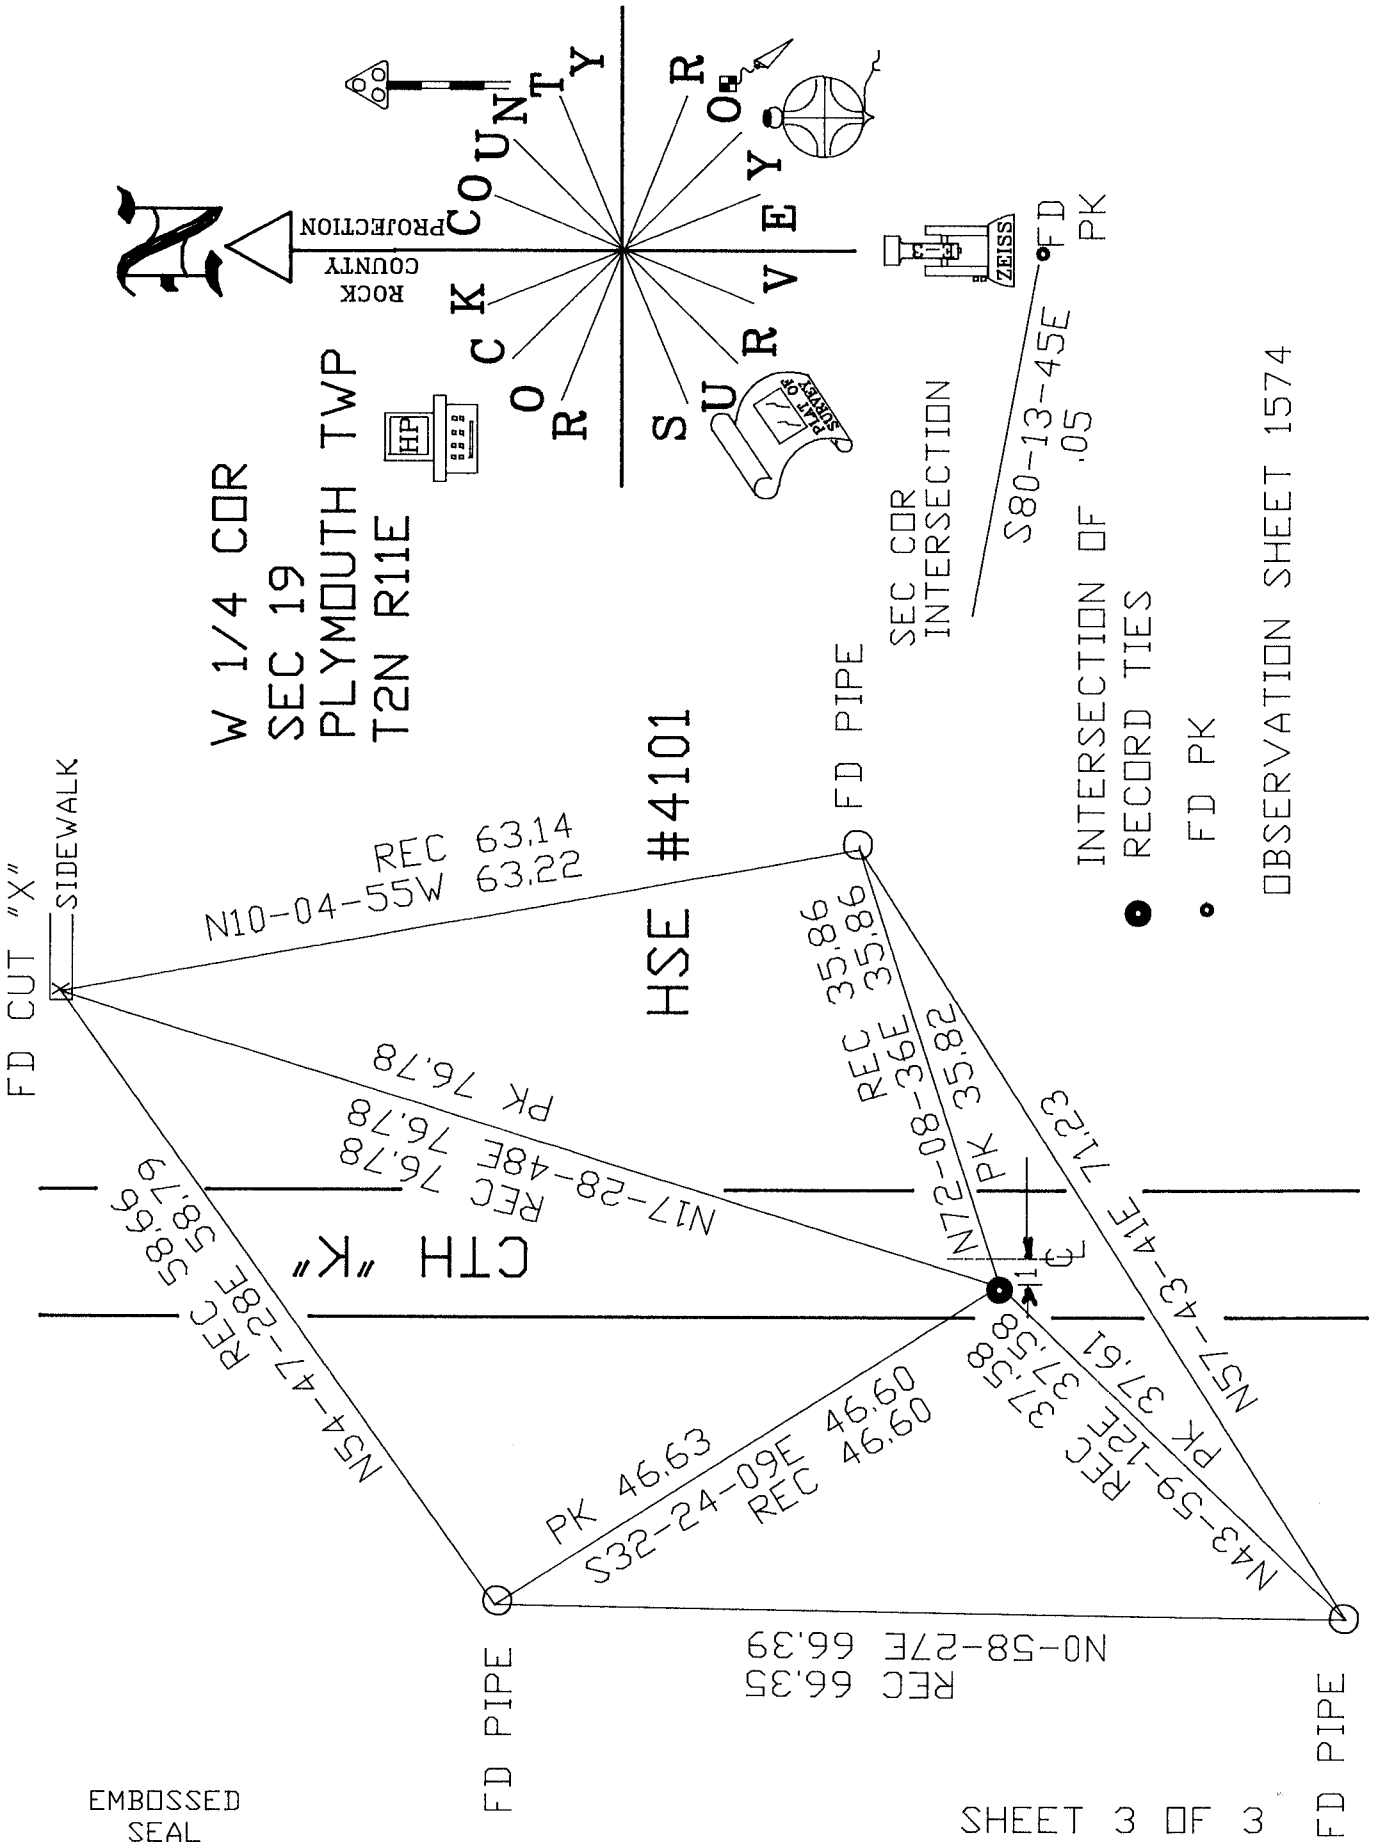 FD CUT "X"
SIDEWALK
W 1/4 COR
SEC 19
PLYMOUTH TWP
T2N R11E
N
ROCK
COUNTY
PROJECTION
ROCK COUNTY
SURVEYOR
HP
PLAT OF
SURVEY
ZEISS
REC 63.14
N10-04-55W 63.22
HSE #4101
PK 76.78
REC 76.78
N17-28-48E 76.78
CTH "K"
REC 58.66
N54-47-28E 58.79
FD PIPE
REC 35.86
N72-08-36E 35.86
PK 35.82
1
CL
N57-43-41E 71.23
REC 37.58
N43-59-12E 37.58
PK 37.61
PK 46.63
S32-24-09E 46.60
REC 46.60
N0-58-27E 66.39
REC 66.35
FD PIPE
FD PIPE
SEC COR
INTERSECTION
S80-13-45E
.05
FD
PK
INTERSECTION OF
RECORD TIES
FD PK
OBSERVATION SHEET 1574
EMBOSSED
SEAL
SHEET 3 OF 3